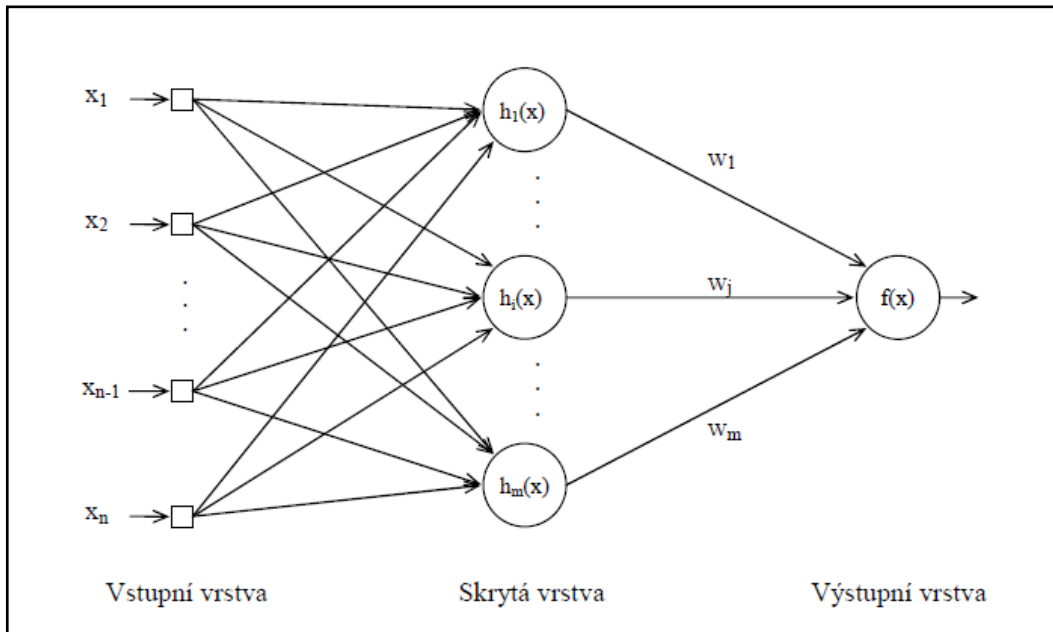 x₁
h₁(x)
w₁
x₂
hᵢ(x)
wⱼ
f(x)
xₙ₋₁
wₘ
hₘ(x)
xₙ
Vstupní vrstva
Skrytá vrstva
Výstupní vrstva